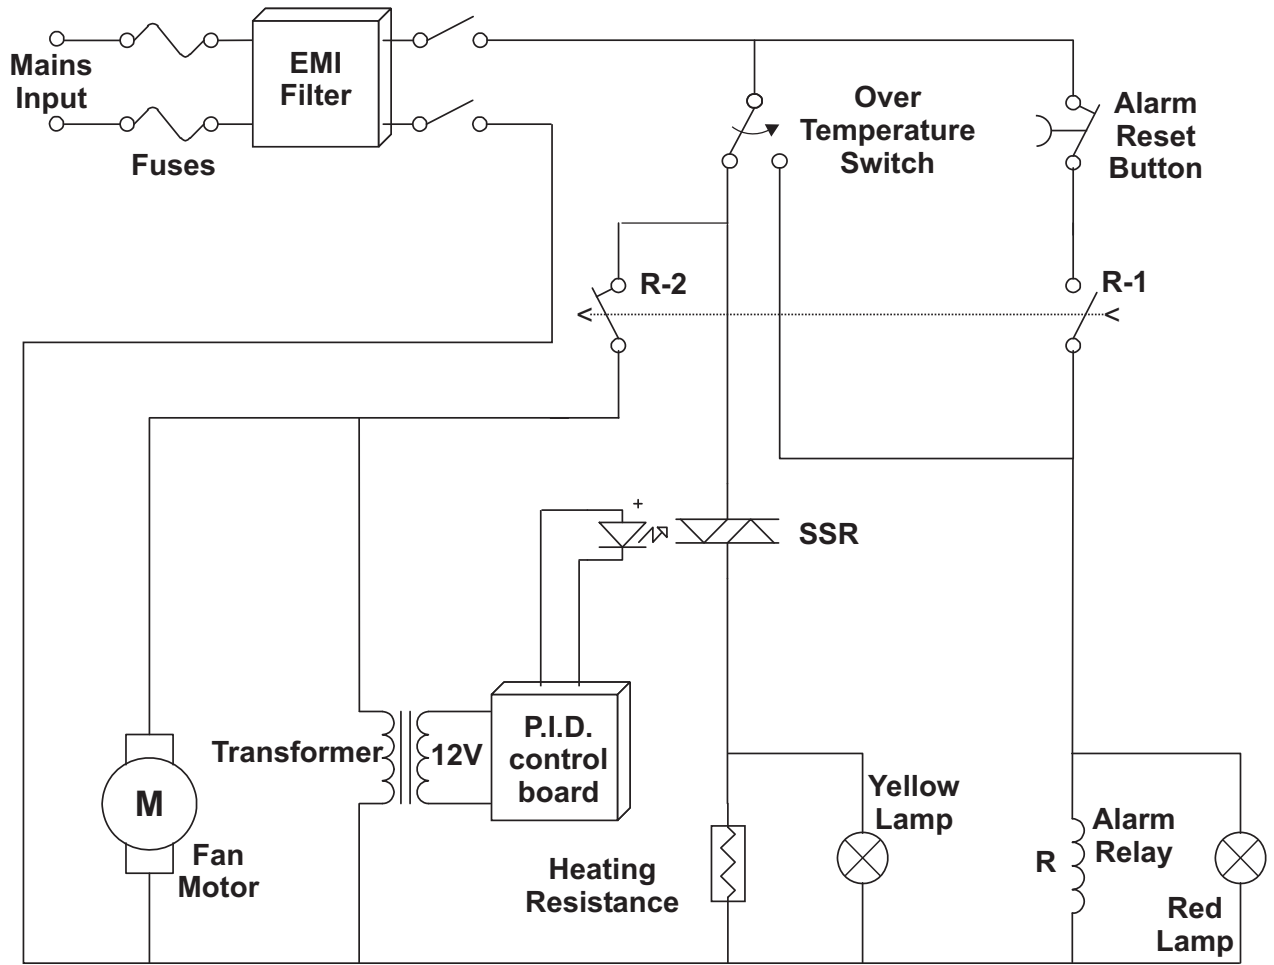 Mains
Input
Fuses
EMI
Filter
Over
Temperature
Switch
Alarm
Reset
Button
R-2
R-1
+
SSR
Transformer
12V
P.I.D.
control
board
M
Fan
Motor
Heating
Resistance
Yellow
Lamp
R
Alarm
Relay
Red
Lamp